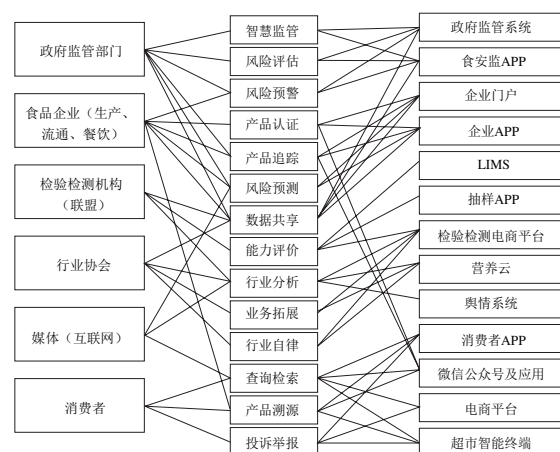 政府监管部门
食品企业（生产、
流通、餐饮）
检验检测机构
（联盟）
行业协会
媒体（互联网）
消费者
智慧监管
风险评估
风险预警
产品认证
产品追踪
风险预测
数据共享
能力评价
行业分析
业务拓展
行业自律
查询检索
产品溯源
投诉举报
政府监管系统
食安监APP
企业门户
企业APP
LIMS
抽样APP
检验检测电商平台
营养云
舆情系统
消费者APP
微信公众号及应用
电商平台
超市智能终端